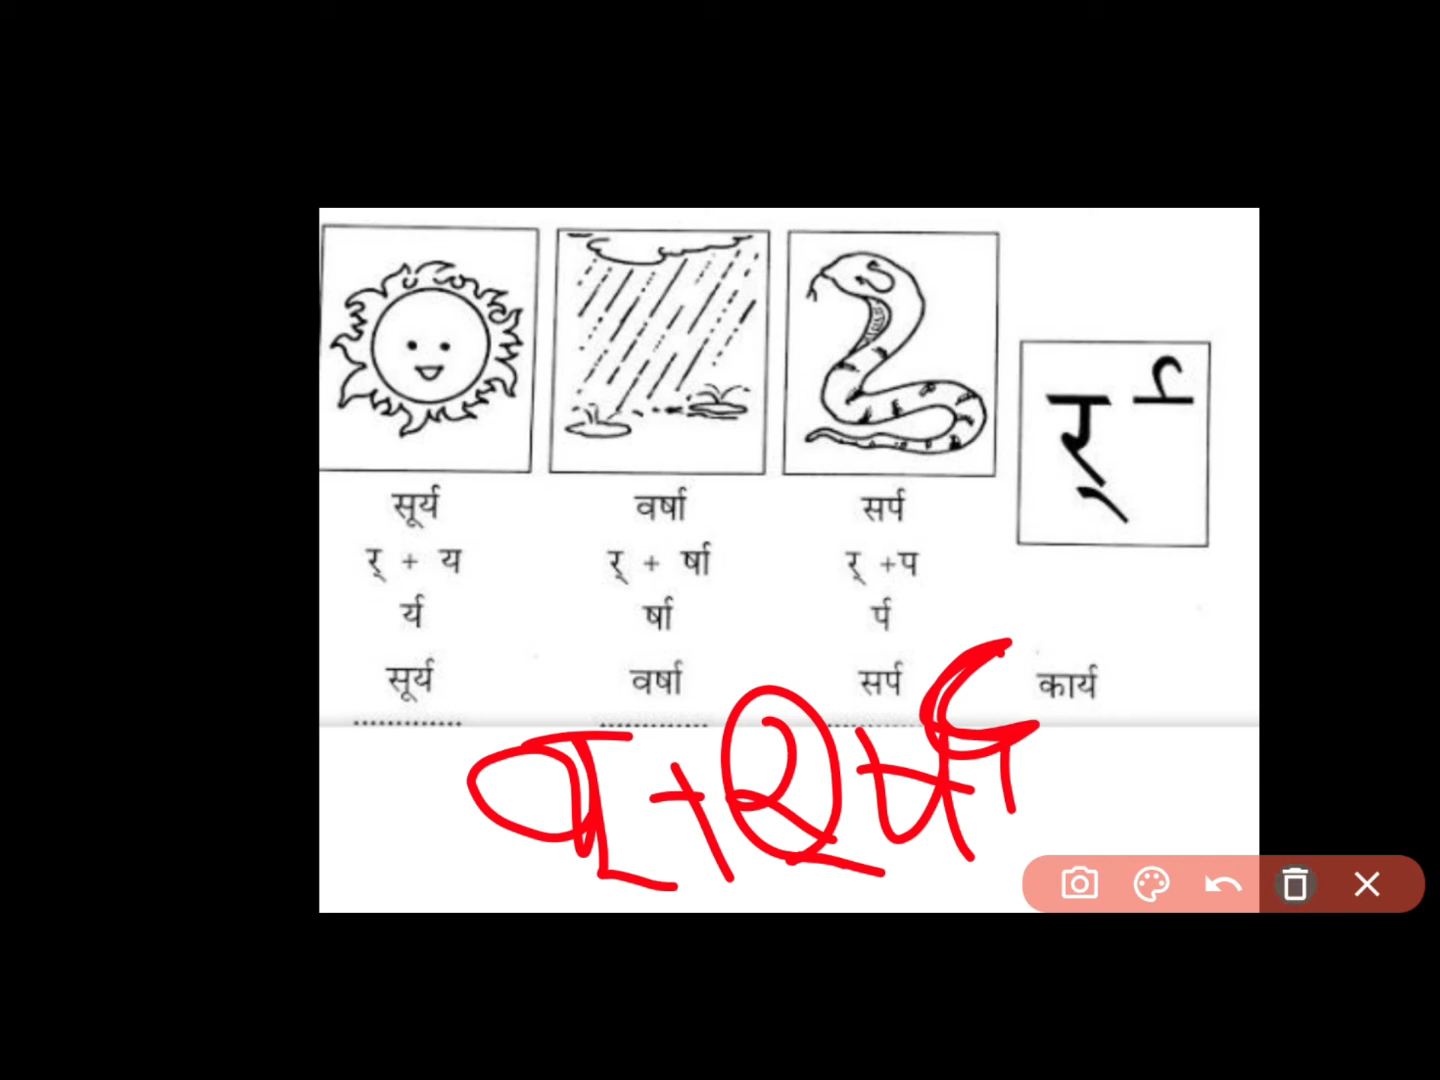 र् र्
सूर्य वर्षा सर्प
र् + य र् + र्षा र् +प
र्य र्षा र्प
सूर्य वर्षा सर्प कार्य